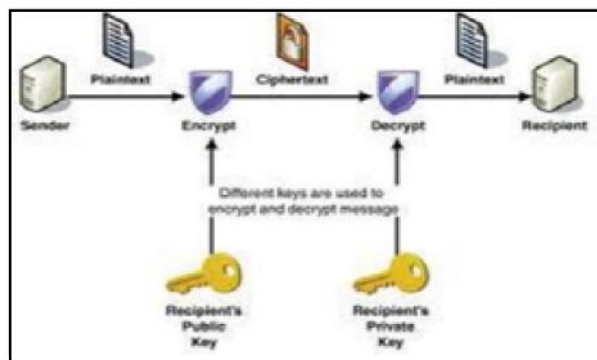 Plaintext
Ciphertext
Plaintext
Sender
Encrypt
Decrypt
Recipient
Different keys are used to
encrypt and decrypt message
Recipient's
Public
Key
Recipient's
Private
Key